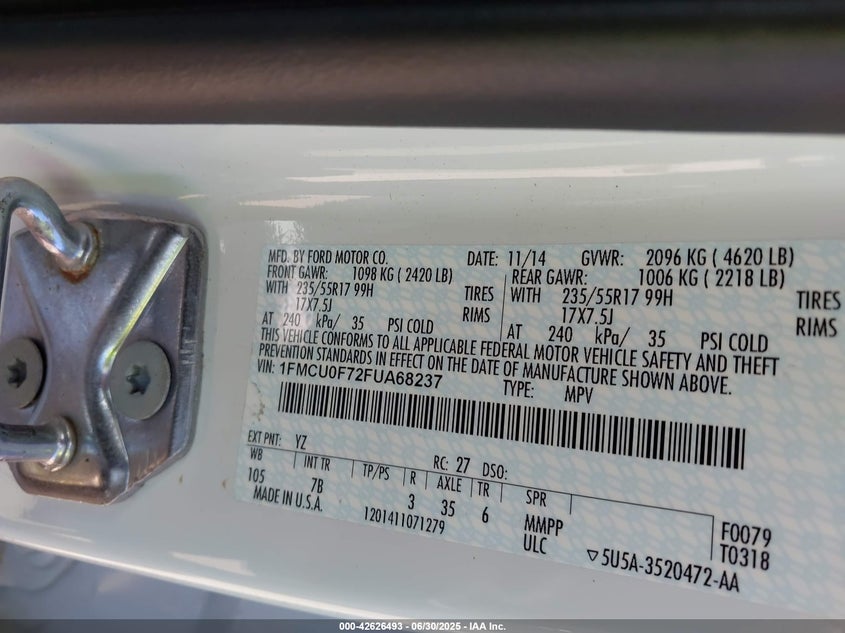 MFD. BY FORD MOTOR CO. DATE: 11/14 GVWR: 2096 KG ( 4620 LB)
FRONT GAWR: 1098 KG ( 2420 LB) REAR GAWR: 1006 KG ( 2218 LB)
WITH 235/55R17 99H TIRES WITH 235/55R17 99H TIRES
17X7.5J RIMS 17X7.5J RIMS
AT 240 kPa/ 35 PSI COLD AT 240 kPa/ 35 PSI COLD
THIS VEHICLE CONFORMS TO ALL APPLICABLE FEDERAL MOTOR VEHICLE SAFETY AND THEFT
PREVENTION STANDARDS IN EFFECT ON THE DATE OF MANUFACTURE SHOWN ABOVE.
VIN: 1FMCU0F72FUA68237 TYPE: MPV
EXT PNT: YZ RC: 27 DSO:
WB INT TR TP/PS R AXLE TR SPR
105 7B 3 35 6 MMPP F0079
MADE IN U.S.A. 1201411071279 ULC T0318
▽5U5A-3520472-AA
000-42626493 - 06/30/2025 - IAA Inc.